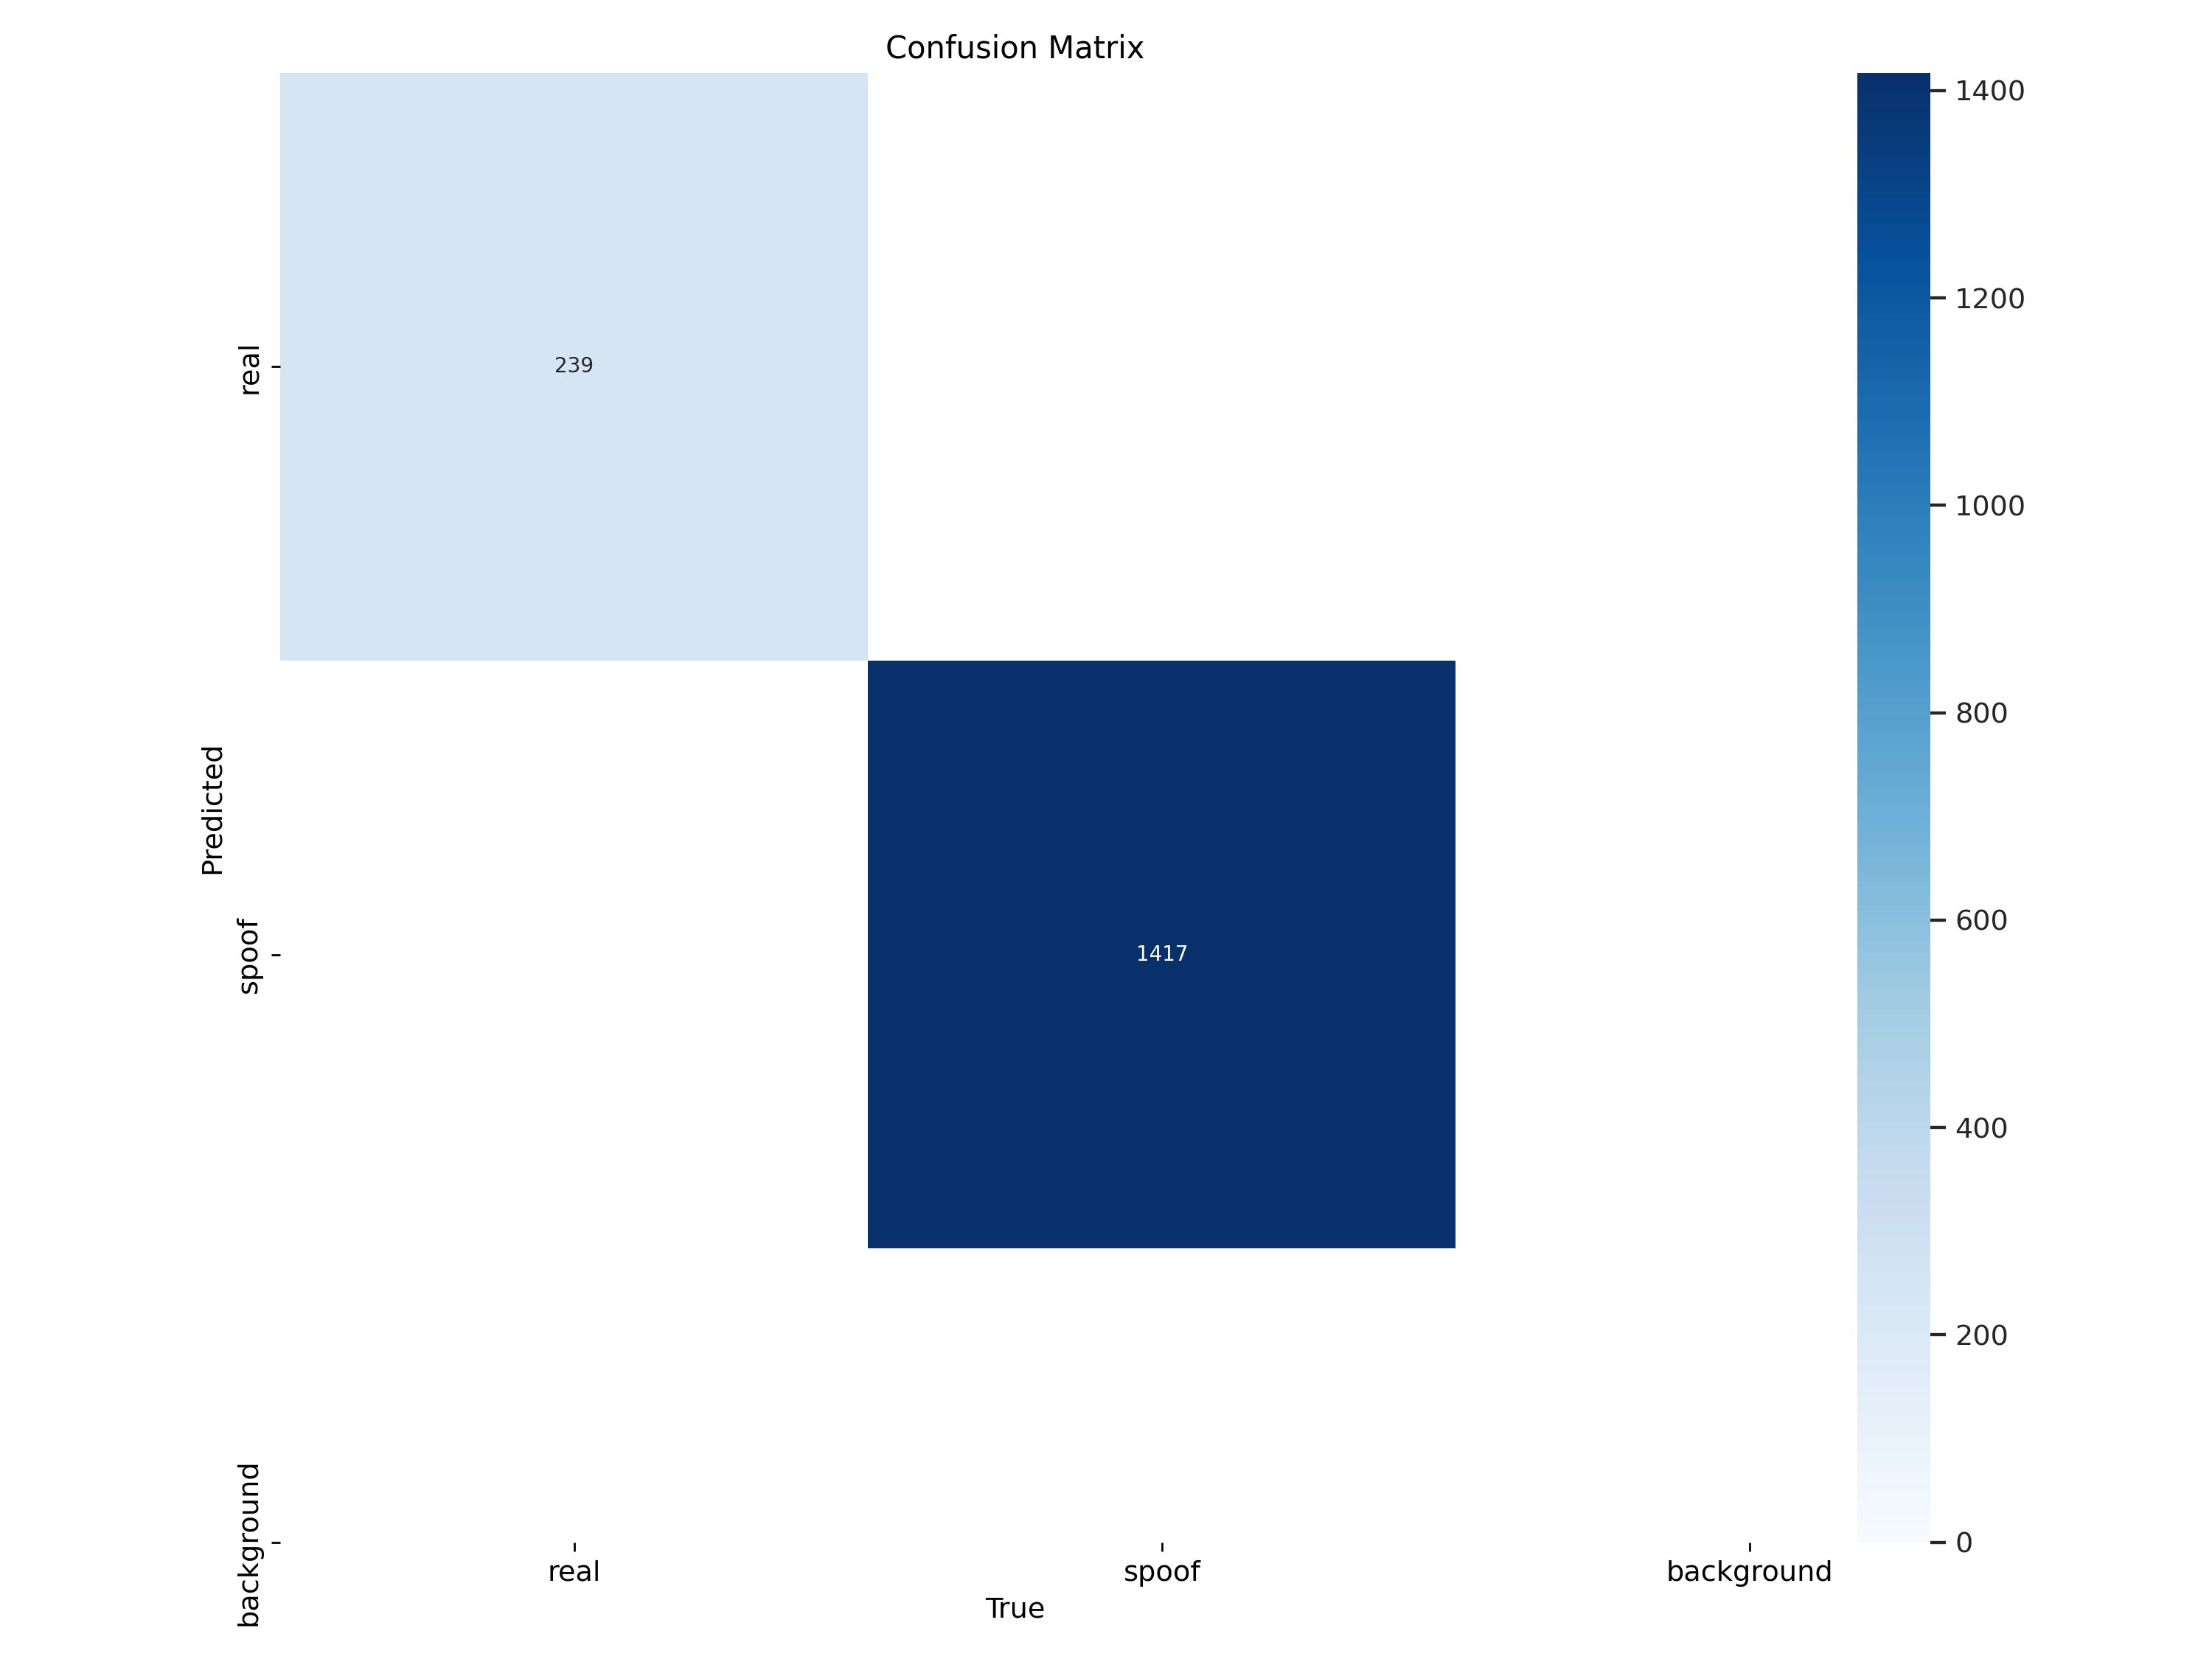 Confusion Matrix
real
239
spoof
1417
background
Predicted
real
spoof
background
True
1400
1200
1000
800
600
400
200
0